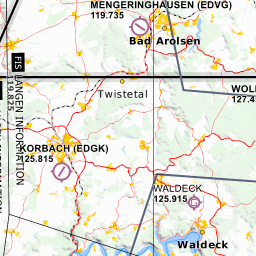 MENGERINGHAUSEN (EDVG)
119.735
Bad Arolsen
FIS
LANGEN INFORMATION
119.825
Twistetal
WOL
127.4
KORBACH (EDGK)
125.815
WALDECK
125.915
Waldeck